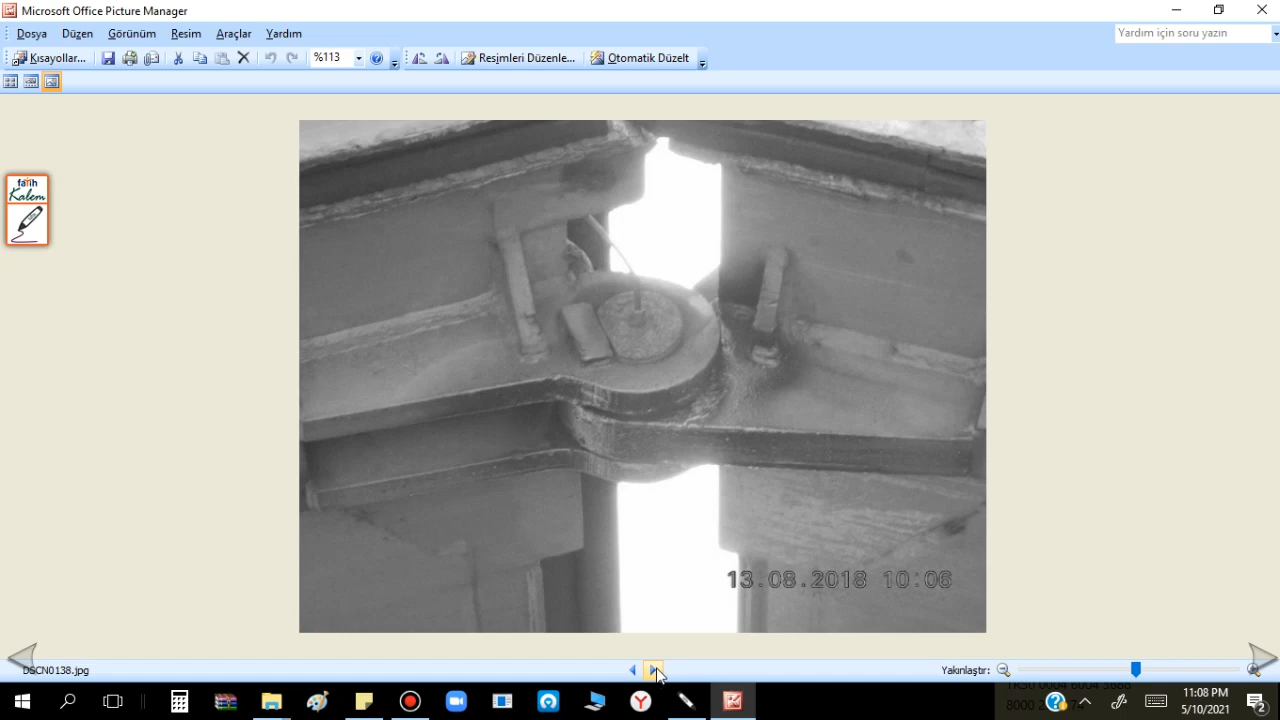 Microsoft Office Picture Manager
Dosya Düzen Görünüm Resim Araçlar Yardım
Yardım için soru yazın
Kısayollar...
%113
Resimleri Düzenle...
Otomatik Düzelt
fatih
Kalem
13.08.2018 10:06
DSCN0138.jpg
Yakınlaştır:
11:08 PM
5/10/2021
2